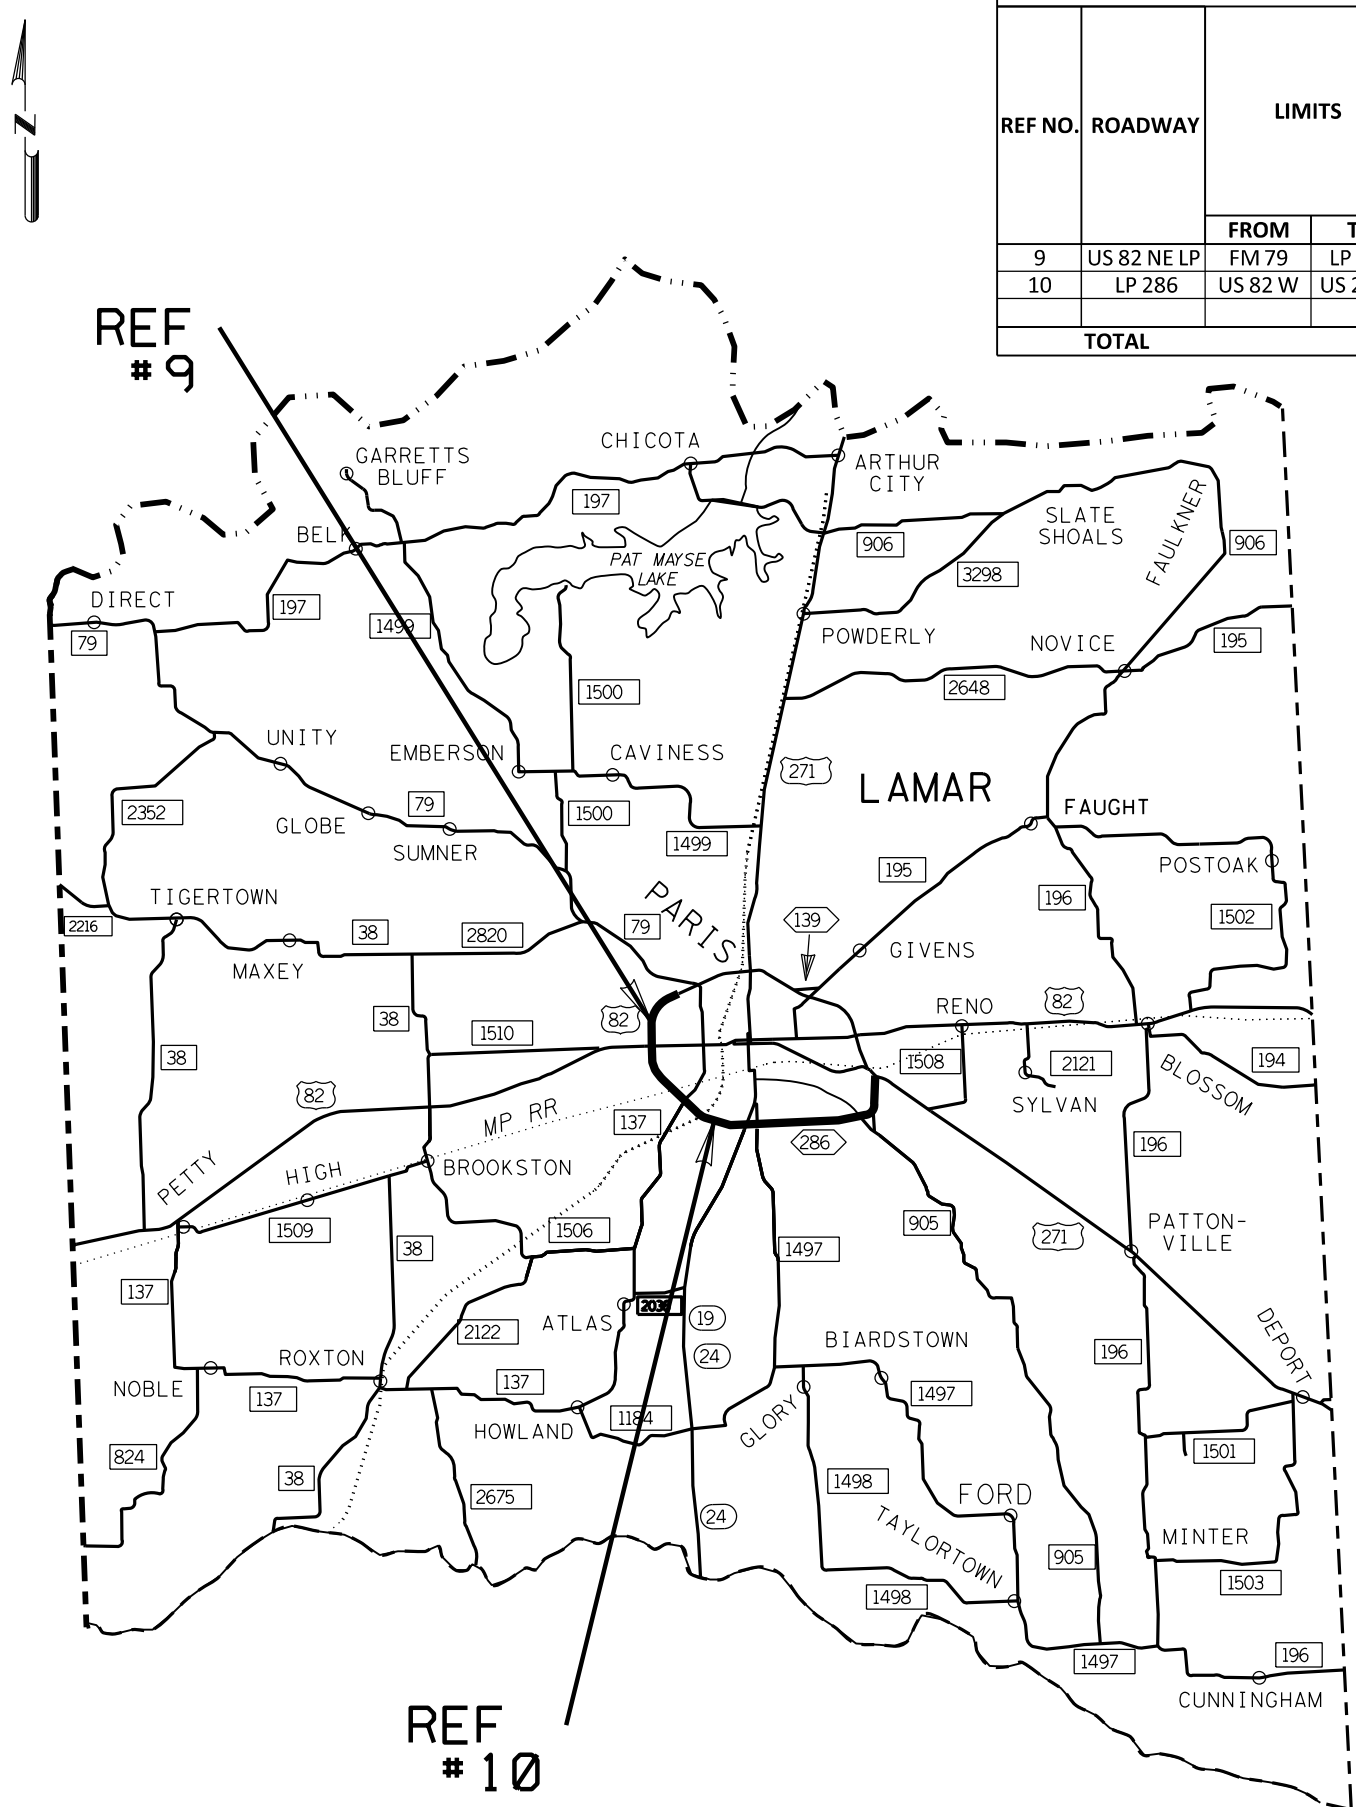 N
REF NO.
ROADWAY
LIMITS
FROM
9
US 82 NE LP
FM 79
LP
10
LP 286
US 82 W
TOTAL
REF
#9
GARRETTS
BLUFF
CHICOTA
ARTHUR
CITY
197
BELK
906
SLATE
SHOALS
FAULKNER
906
PAT MAYSE
LAKE
3298
DIRECT
79
197
1499
POWDERLY
NOVICE
195
1500
2648
UNITY
EMBERSON
CAVINESS
271
LAMAR
2352
GLOBE
79
SUMNER
1500
1499
FAUGHT
195
POSTOAK
TIGERTOWN
2216
MAXEY
38
2820
79
PARIS
139
GIVENS
196
1502
38
38
1510
82
RENO
82
1508
2121
194
BLOSSOM
SYLVAN
82
MP RR
137
286
196
PETTY
HIGH
BROOKSTON
1509
38
1506
1497
905
271
PATTON-
VILLE
137
2036
19
ATLAS
2122
24
BIARDSTOWN
DEPORT
196
NOBLE
ROXTON
137
137
HOWLAND
1184
GLORY
1497
824
38
2675
1498
FORD
1501
24
TAYLORTOWN
905
MINTER
1498
1503
1497
196
CUNNINGHAM
REF
#10